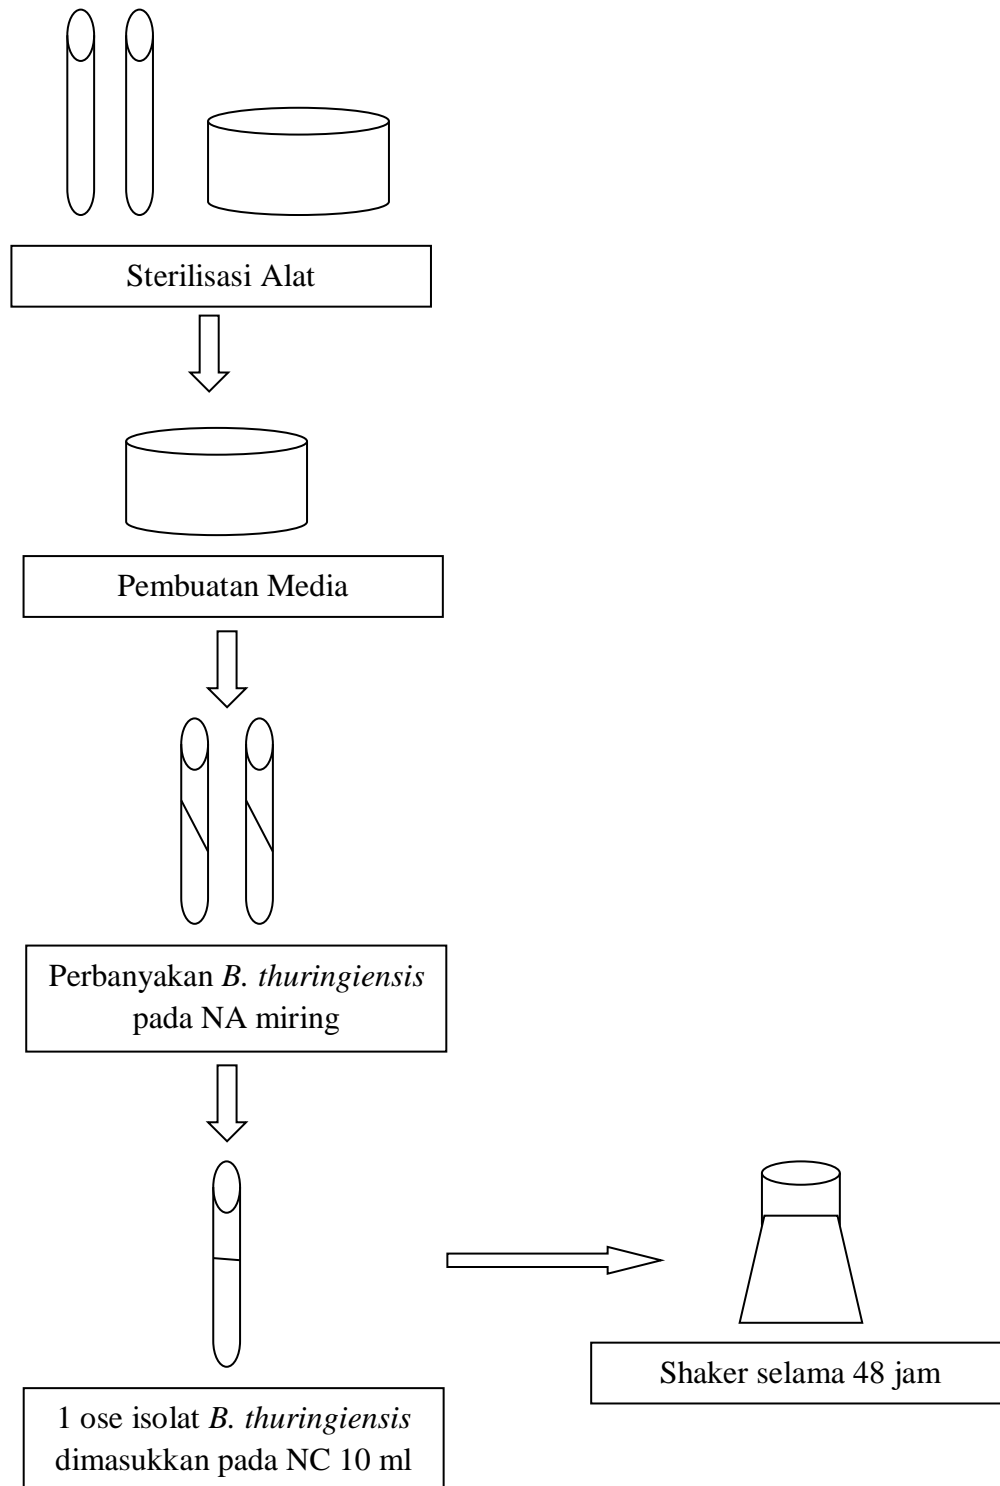 Sterilisasi Alat
Pembuatan Media
Perbanyakan B. thuringiensis
pada NA miring
1 ose isolat B. thuringiensis
dimasukkan pada NC 10 ml
Shaker selama 48 jam